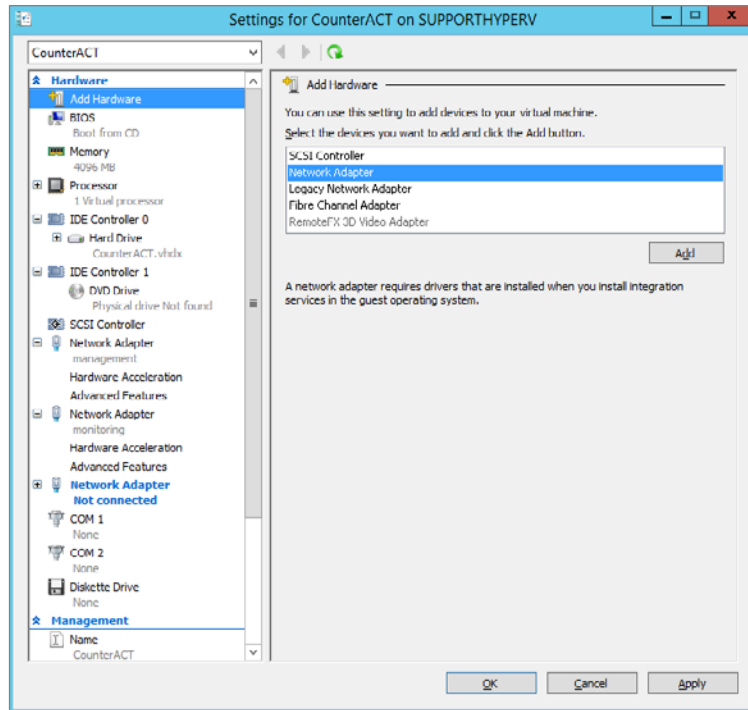 Settings for CounterACT on SUPPORTHYPERV
CounterACT
Hardware
Add Hardware
BIOS
Boot from CD
Memory
4096 MB
Processor
1 Virtual processor
IDE Controller 0
Hard Drive
CounterACT.vhdx
IDE Controller 1
DVD Drive
Physical drive Not found
SCSI Controller
Network Adapter
management
Hardware Acceleration
Advanced Features
Network Adapter
monitoring
Hardware Acceleration
Advanced Features
Network Adapter
Not connected
COM 1
None
COM 2
None
Diskette Drive
None
Management
Name
CounterACT
Add Hardware
You can use this setting to add devices to your virtual machine.
Select the devices you want to add and click the Add button.
SCSI Controller
Network Adapter
Legacy Network Adapter
Fibre Channel Adapter
RemoteFX 3D Video Adapter
Add
A network adapter requires drivers that are installed when you install integration
services in the guest operating system.
OK
Cancel
Apply